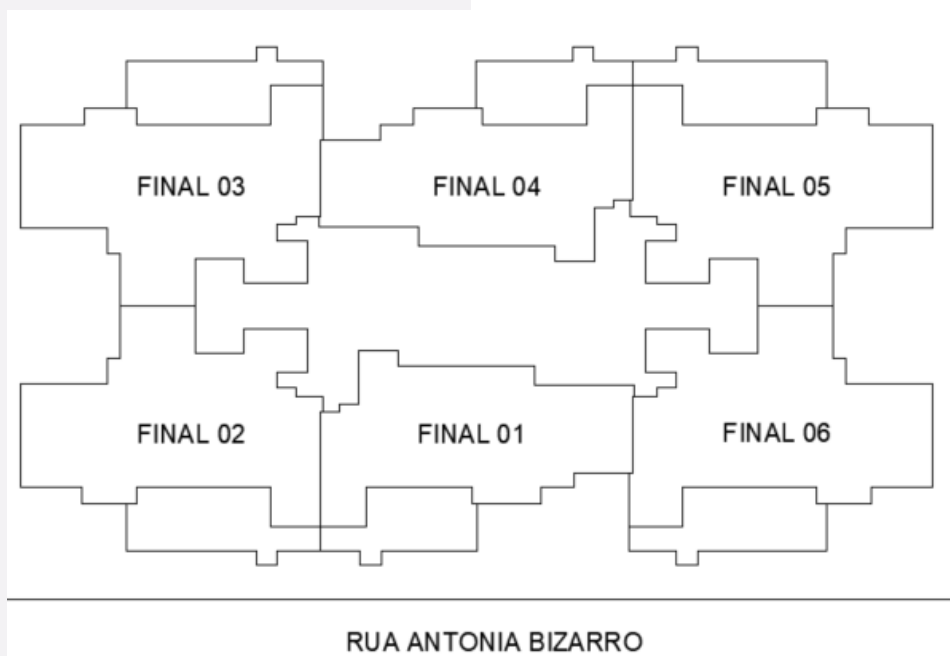 FINAL 03
FINAL 04
FINAL 05
FINAL 02
FINAL 01
FINAL 06
RUA ANTONIA BIZARRO